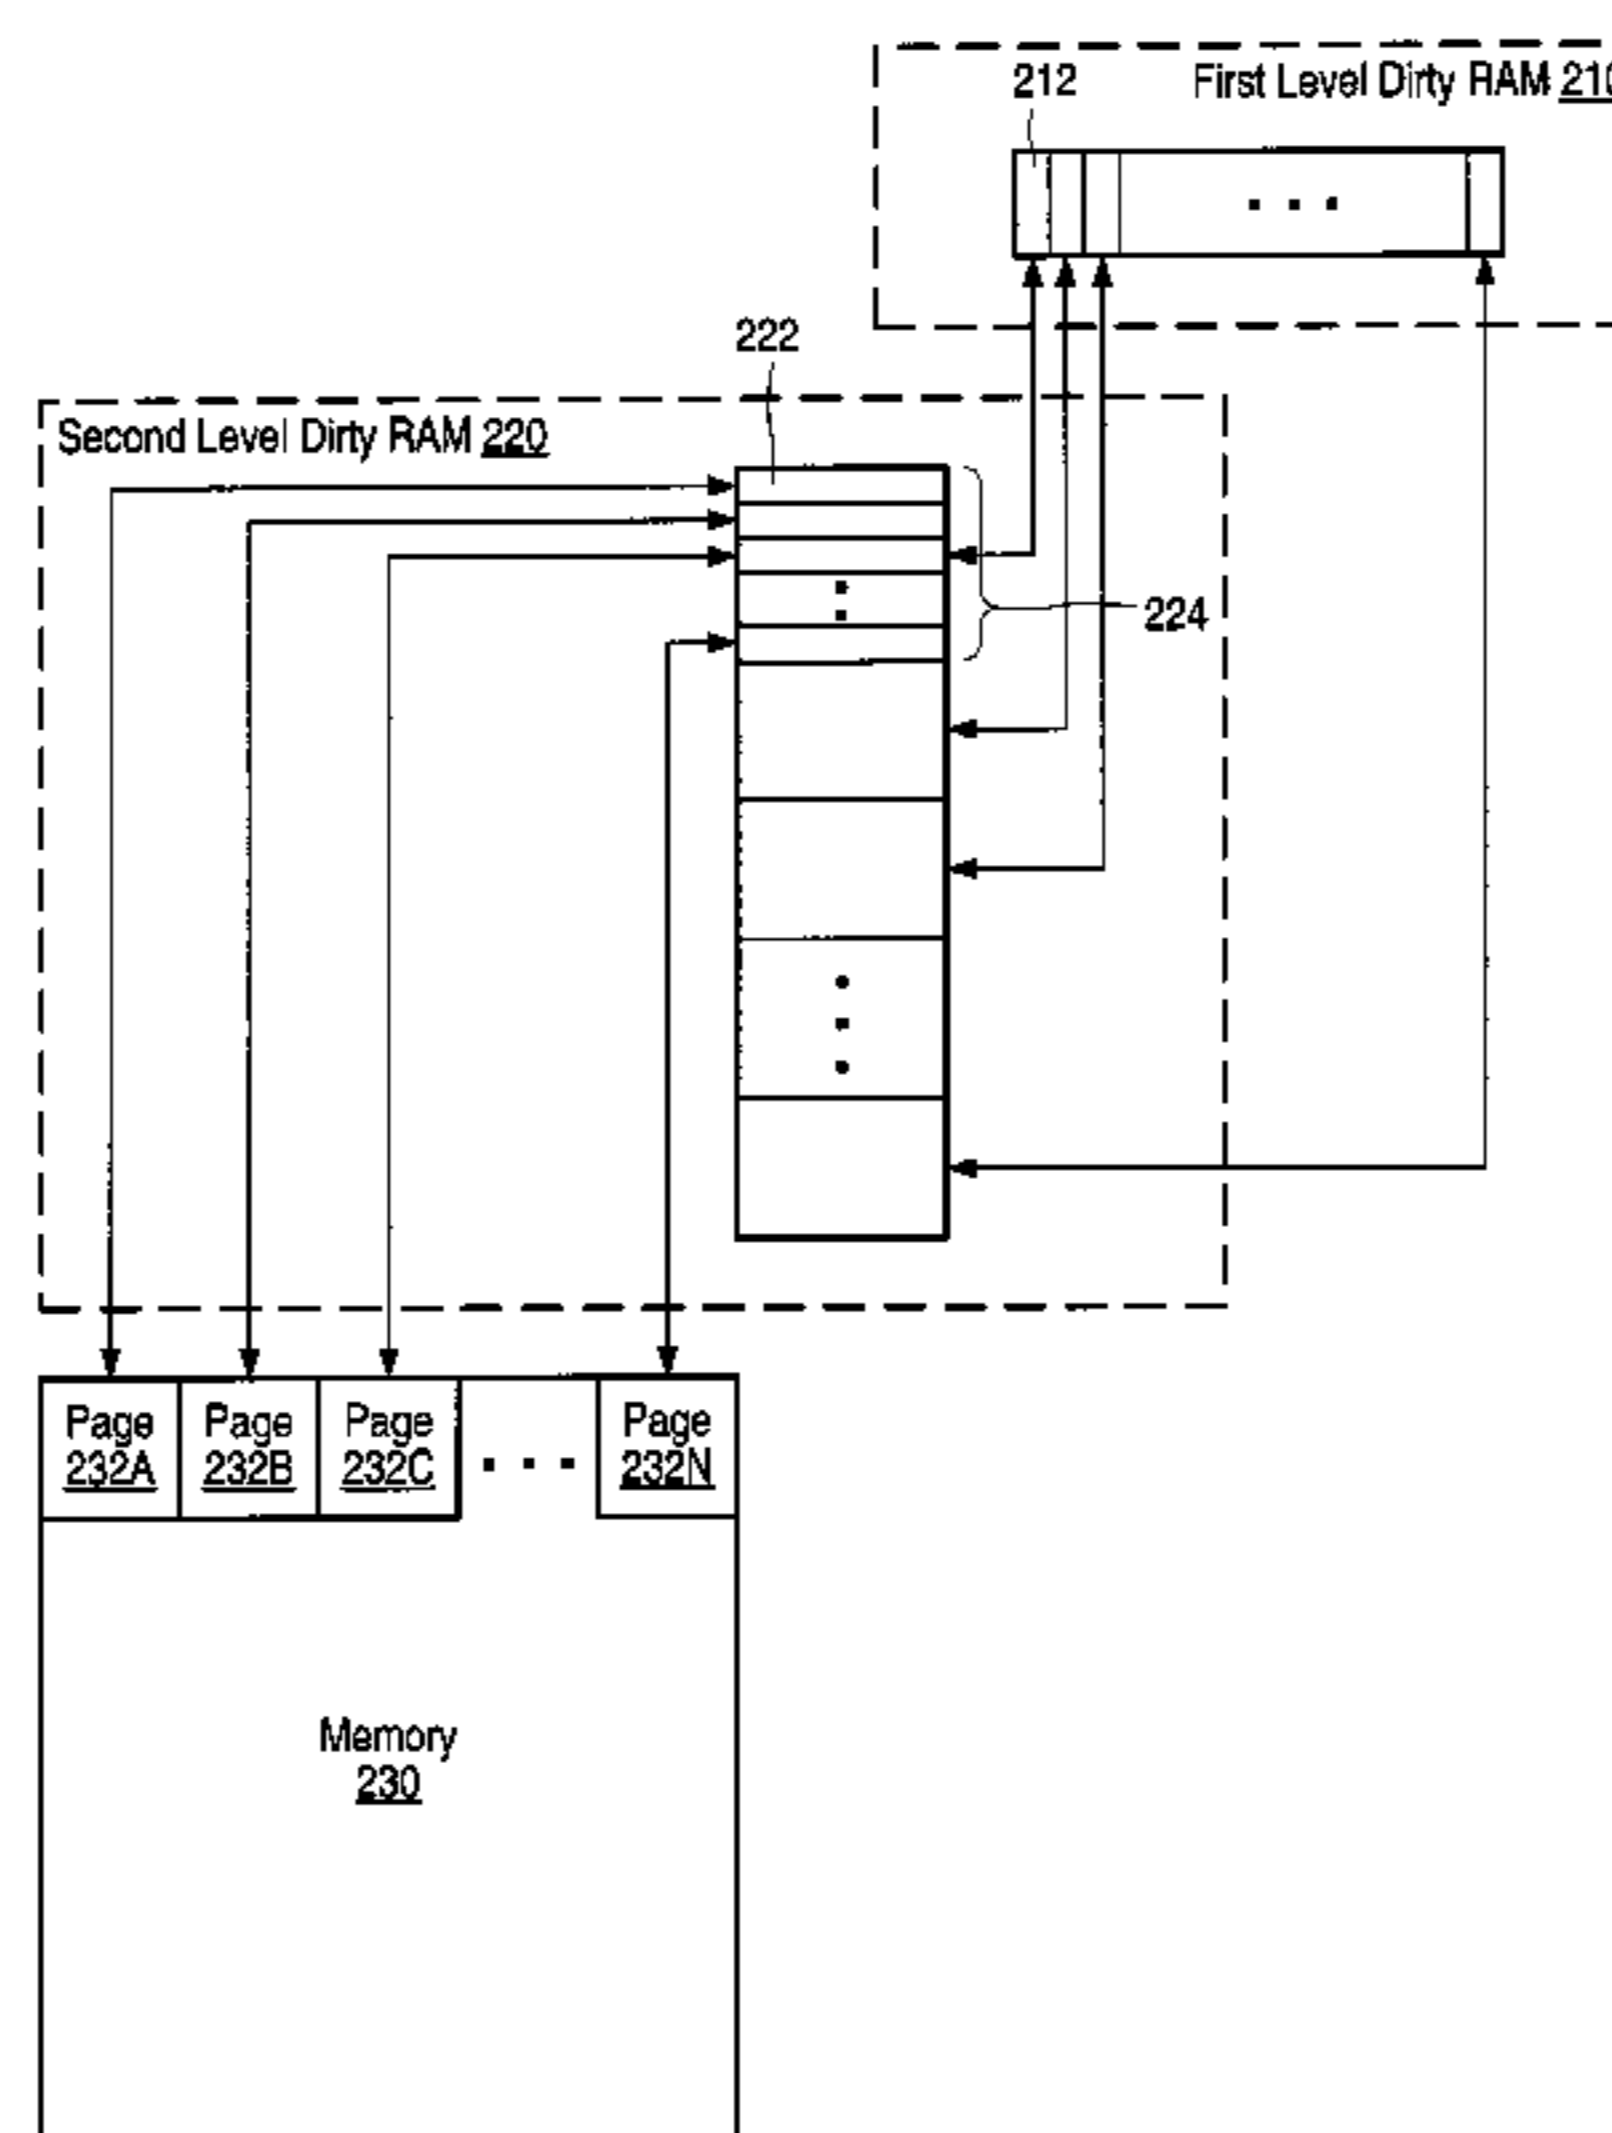 212
First Level Dirty RAM 210
222
Second Level Dirty RAM 220
224
Page
232A
Page
232B
Page
232C
Page
232N
Memory
230